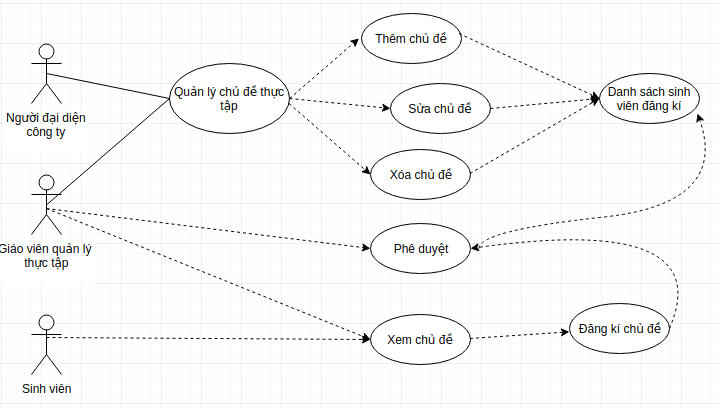 Thêm chủ đề
Người đại diện
công ty
Quản lý chủ đề thực
tập
Sửa chủ đề
Danh sách sinh
viên đăng kí
Xóa chủ đề
Giáo viên quản lý
thực tập
Phê duyệt
Sinh viên
Xem chủ đề
Đăng kí chủ đề